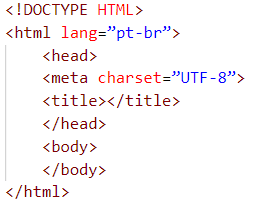 <!DOCTYPE HTML>
<html lang=”pt-br”>
<head>
<meta charset=”UTF-8”>
<title></title>
</head>
<body>
</body>
</html>